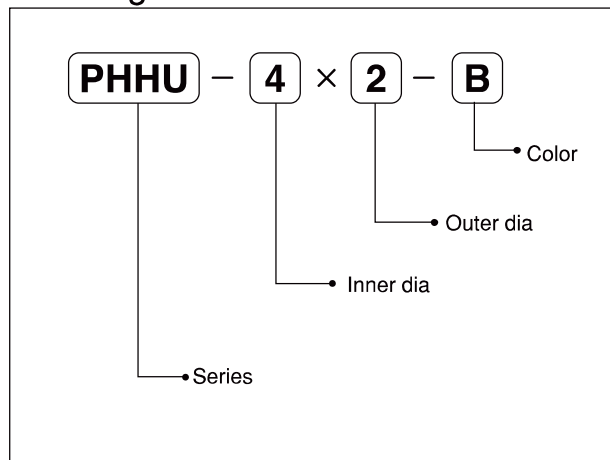 PHHU – 4 × 2 – B
Color
Outer dia
Inner dia
Series